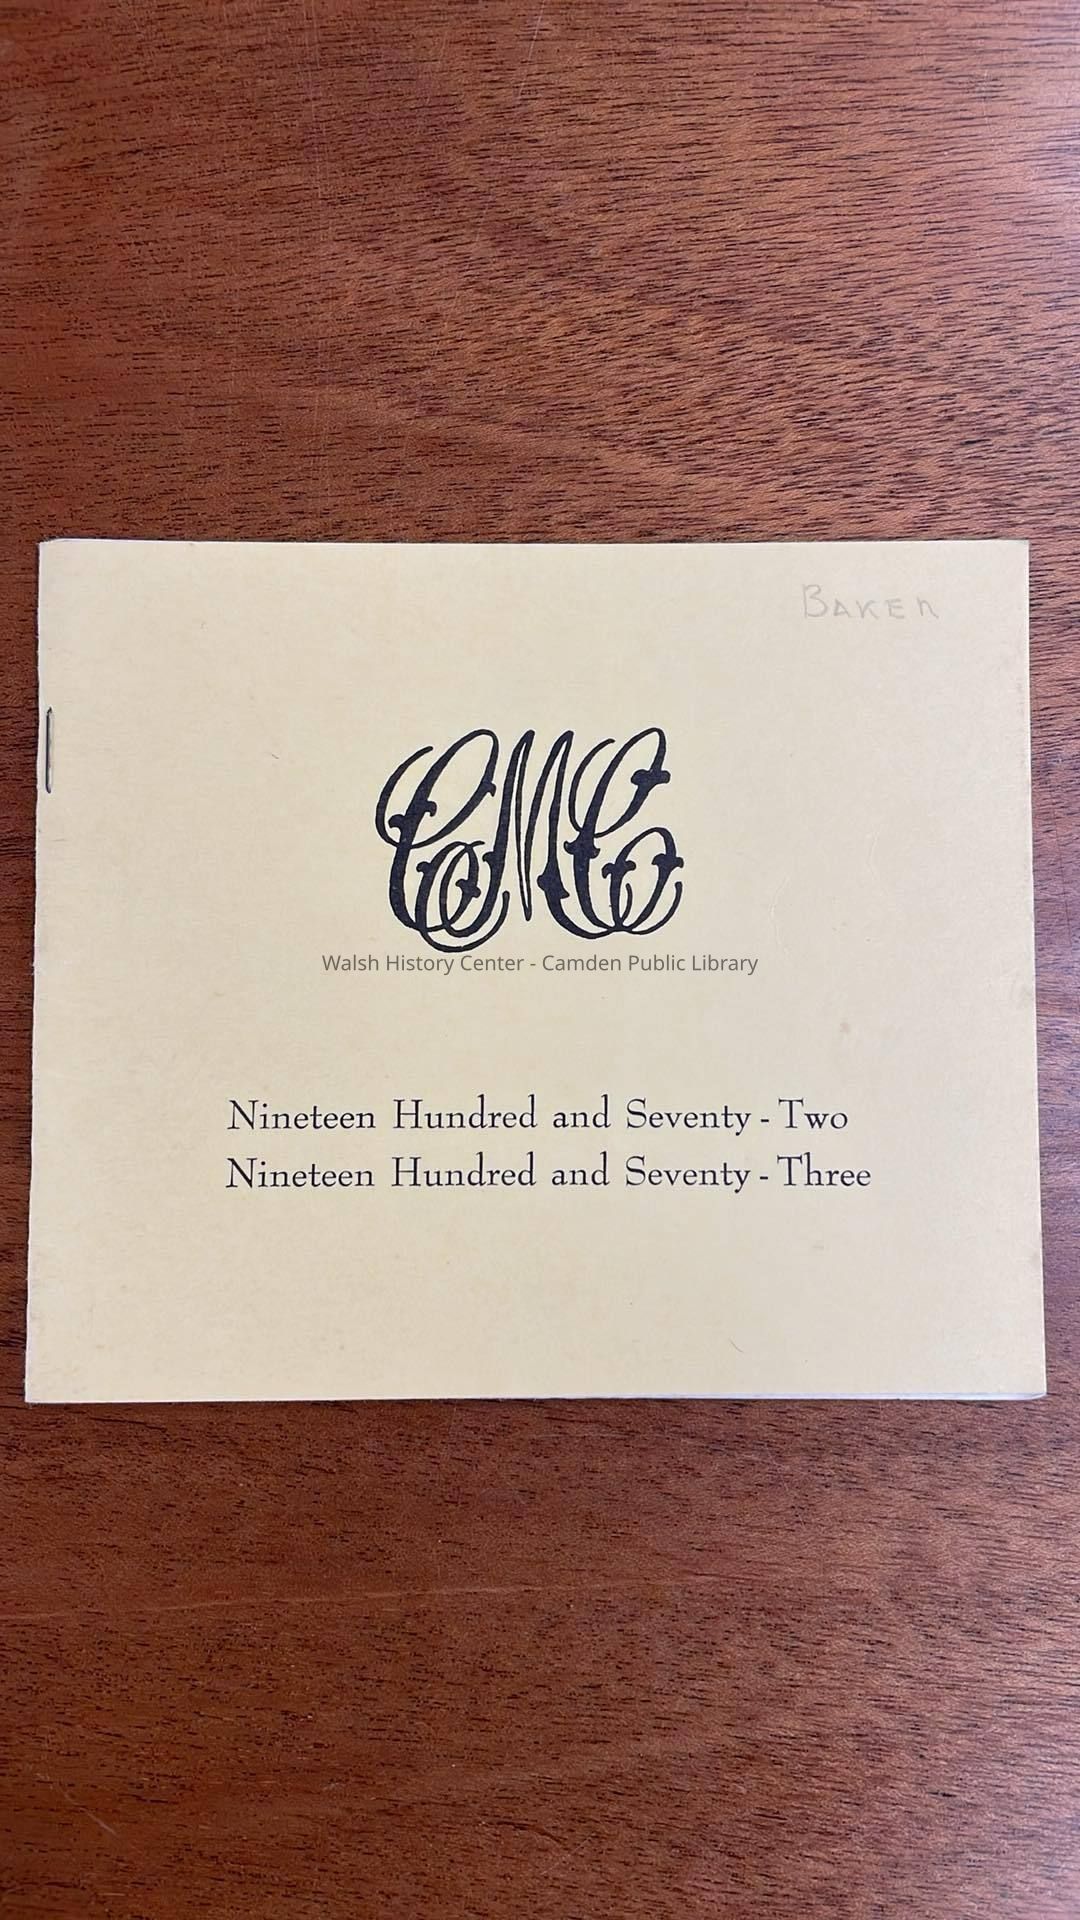 BAKER
CMC
Walsh History Center - Camden Public Library
Nineteen Hundred and Seventy - Two
Nineteen Hundred and Seventy - Three